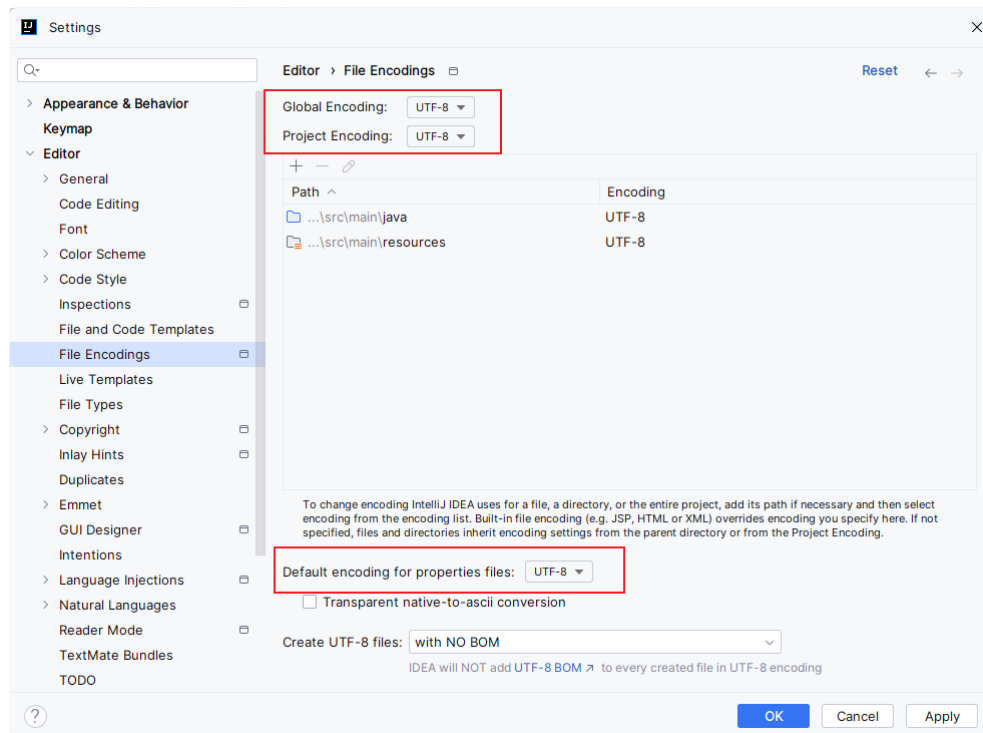 Settings
Editor › File Encodings
Reset
Appearance & Behavior
Keymap
Editor
General
Code Editing
Font
Color Scheme
Code Style
Inspections
File and Code Templates
File Encodings
Live Templates
File Types
Copyright
Inlay Hints
Duplicates
Emmet
GUI Designer
Intentions
Language Injections
Natural Languages
Reader Mode
TextMate Bundles
TODO
Global Encoding: UTF-8
Project Encoding: UTF-8
Path Encoding
...\src\main\java UTF-8
...\src\main\resources UTF-8
To change encoding IntelliJ IDEA uses for a file, a directory, or the entire project, add its path if necessary and then select
encoding from the encoding list. Built-in file encoding (e.g. JSP, HTML or XML) overrides encoding you specify here. If not
specified, files and directories inherit encoding settings from the parent directory or from the Project Encoding.
Default encoding for properties files: UTF-8
Transparent native-to-ascii conversion
Create UTF-8 files: with NO BOM
IDEA will NOT add UTF-8 BOM ↗ to every created file in UTF-8 encoding
?
OK
Cancel
Apply